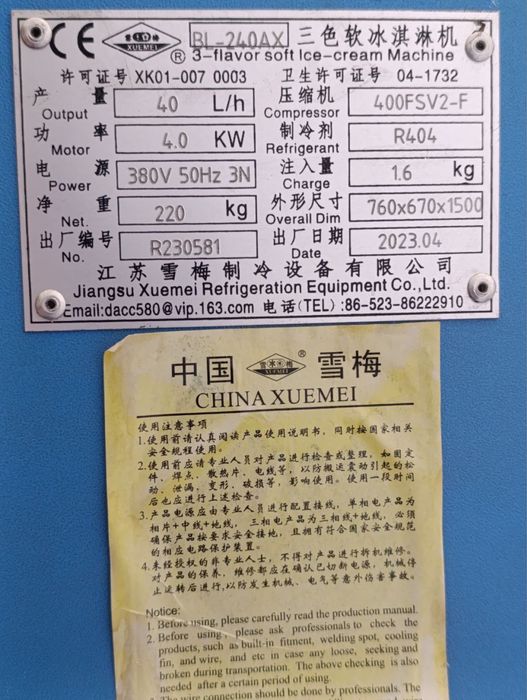 CE 雪冰梅 XUEMEI ® BL-240AX 三色软冰淇淋机
3-flavor soft Ice-cream Machine
许可证号 XK01-007 0003 卫生许可证号 04-1732
产量 Output 40 L/h 压缩机 Compressor 400FSV2-F
功率 Motor 4.0 KW 制冷剂 Refrigerant R404
电源 Power 380V 50Hz 3N 注入量 Charge 1.6 kg
净重 Net. 220 kg 外形尺寸 Overall Dim 760x670x1500
出厂编号 No. R230581 出厂日期 Date 2023.04
江苏雪梅制冷设备有限公司
Jiangsu Xuemei Refrigeration Equipment Co.,Ltd.
Email:dacc580@vip.163.com 电话(TEL):86-523-86222910
中国 雪冰梅 XUEMEI ® 雪梅
CHINA XUEMEI
使用注意事项
1.使用前请认真阅读产品使用说明书，同时按国家相关
安全规程使用。
2.使用前应请专业人员对产品进行检查或整理，如固定
件、焊点、散热片、电线等，以防搬运震动引起的松
动、泄漏、变形、破损等，影响使用。使用一段时间
后也应进行上述检查。
3.产品电源应由专业人员进行配置接线，单相电产品为
相片+中线+地线，三相电产品为三相线+地线，必须
确保产品按要求安全接地，且拥有符合国家安全规范
的相应电路保护装置。
4.未经授权的非专业人士，不得对产品进行拆机维修。
对产品的保养、维修都应在确认已切断电源，机械停
止运转后进行,以防发生机械、电气等意外伤害事故。
Notice:
1. Before using, please carefully read the production manual.
2. Before using, please ask professionals to check the
products, such as built-in fitment, welding spot, cooling
fin, and wire, and etc in case any loose, seeking and
broken during transportation. The above checking is also
needed after a certain period of using.
3. The wire connection should be done by professionals. The